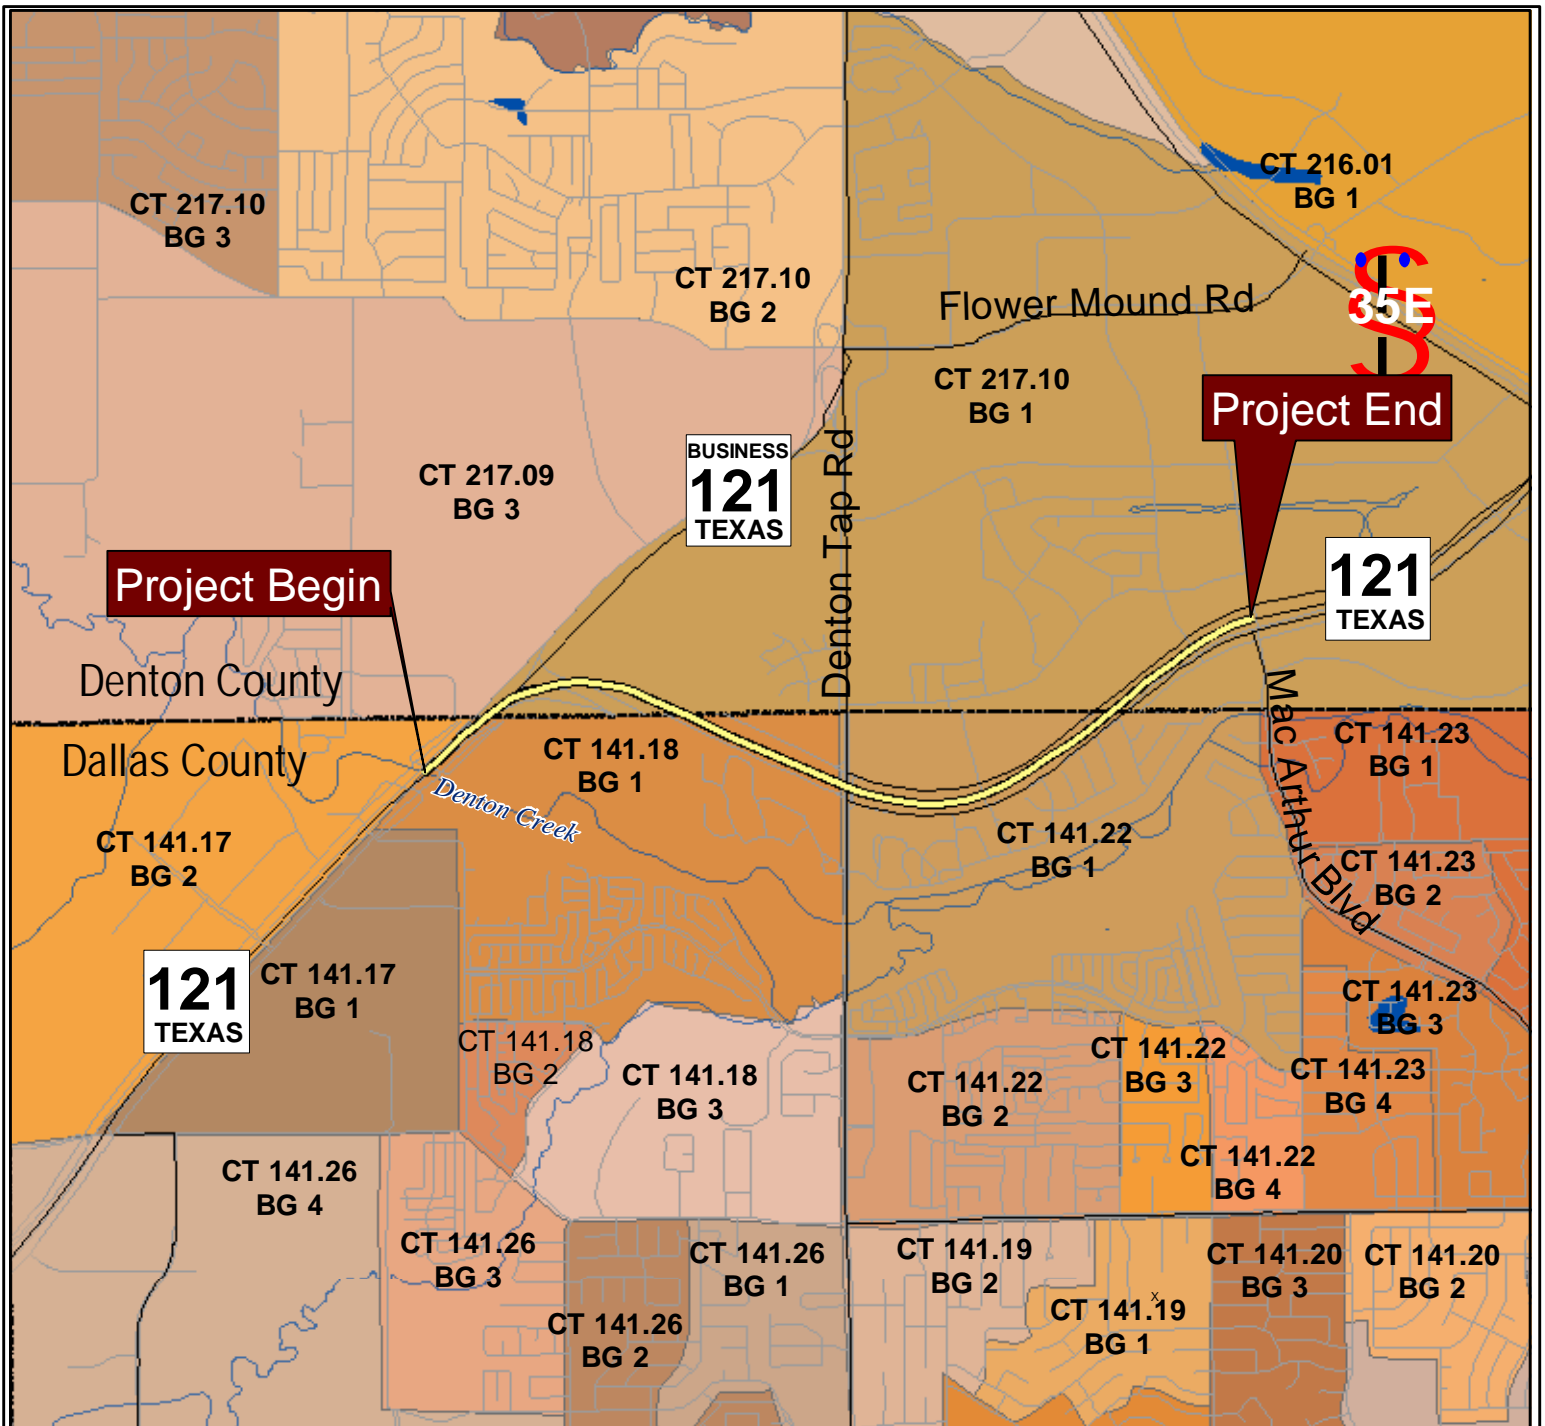 CT 216.01
BG 1
CT 217.10
BG 3
CT 217.10
BG 2
Flower Mound Rd
35E
CT 217.10
BG 1
Project End
BUSINESS
121
TEXAS
Denton Tap Rd
CT 217.09
BG 3
121
TEXAS
Project Begin
Denton County
Dallas County
Mac Arthur Blvd
CT 141.18
BG 1
CT 141.23
BG 1
Denton Creek
CT 141.17
BG 2
CT 141.22
BG 1
CT 141.23
BG 2
121
TEXAS
CT 141.17
BG 1
CT 141.23
BG 3
CT 141.18
BG 2
CT 141.18
BG 3
CT 141.22
BG 2
CT 141.22
BG 3
CT 141.23
BG 4
CT 141.22
BG 4
CT 141.26
BG 4
CT 141.26
BG 3
CT 141.26
BG 1
CT 141.19
BG 2
CT 141.20
BG 3
CT 141.20
BG 2
CT 141.26
BG 2
x
CT 141.19
BG 1